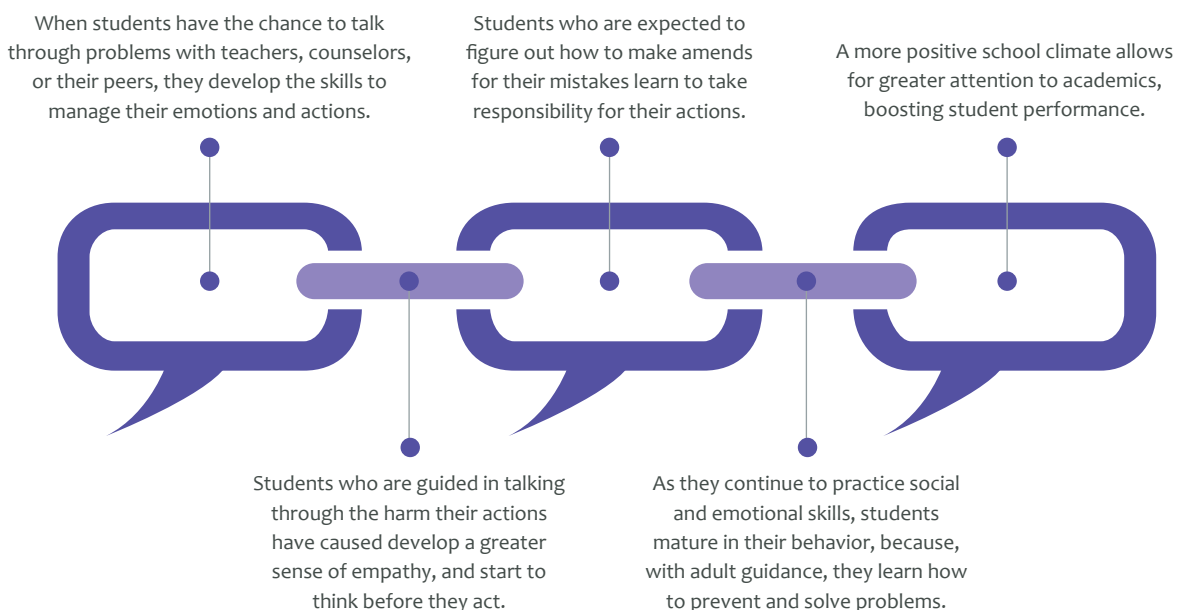 When students have the chance to talk
through problems with teachers, counselors,
or their peers, they develop the skills to
manage their emotions and actions.
Students who are guided in talking
through the harm their actions
have caused develop a greater
sense of empathy, and start to
think before they act.
Students who are expected to
figure out how to make amends
for their mistakes learn to take
responsibility for their actions.
As they continue to practice social
and emotional skills, students
mature in their behavior, because,
with adult guidance, they learn how
to prevent and solve problems.
A more positive school climate allows
for greater attention to academics,
boosting student performance.